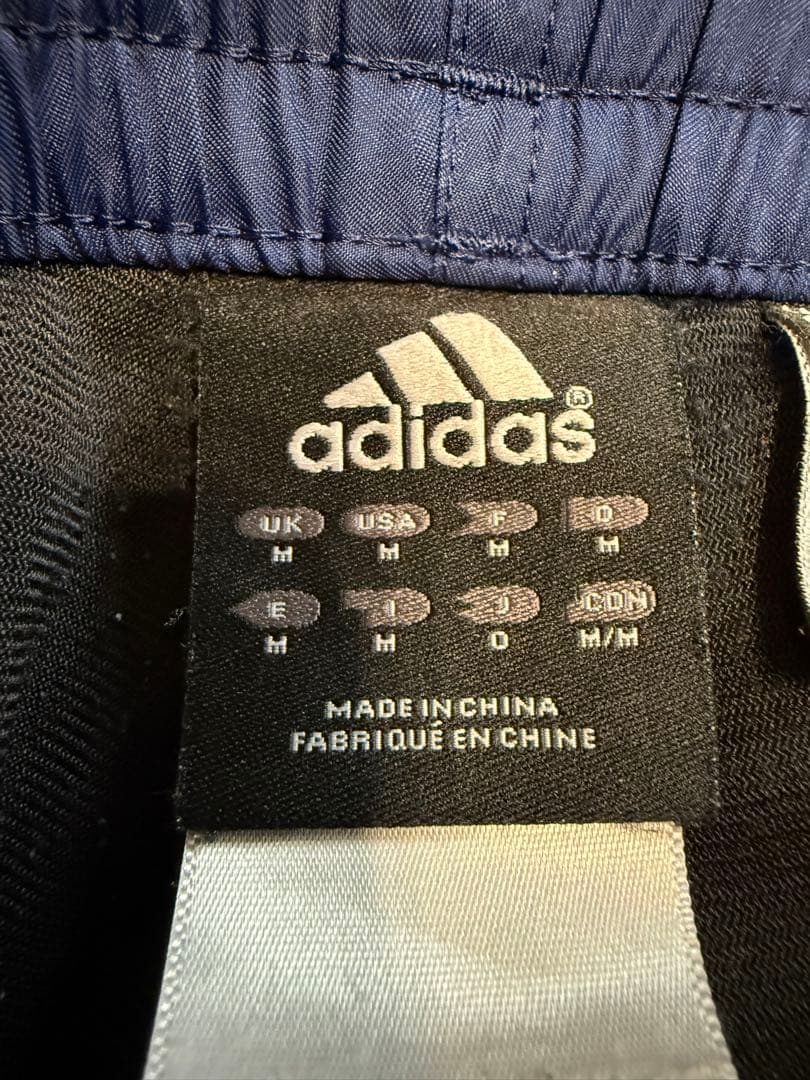 adidas®
UK USA F D
M M M M
E I J CDN
M M O M/M
MADE IN CHINA
FABRIQUÉ EN CHINE